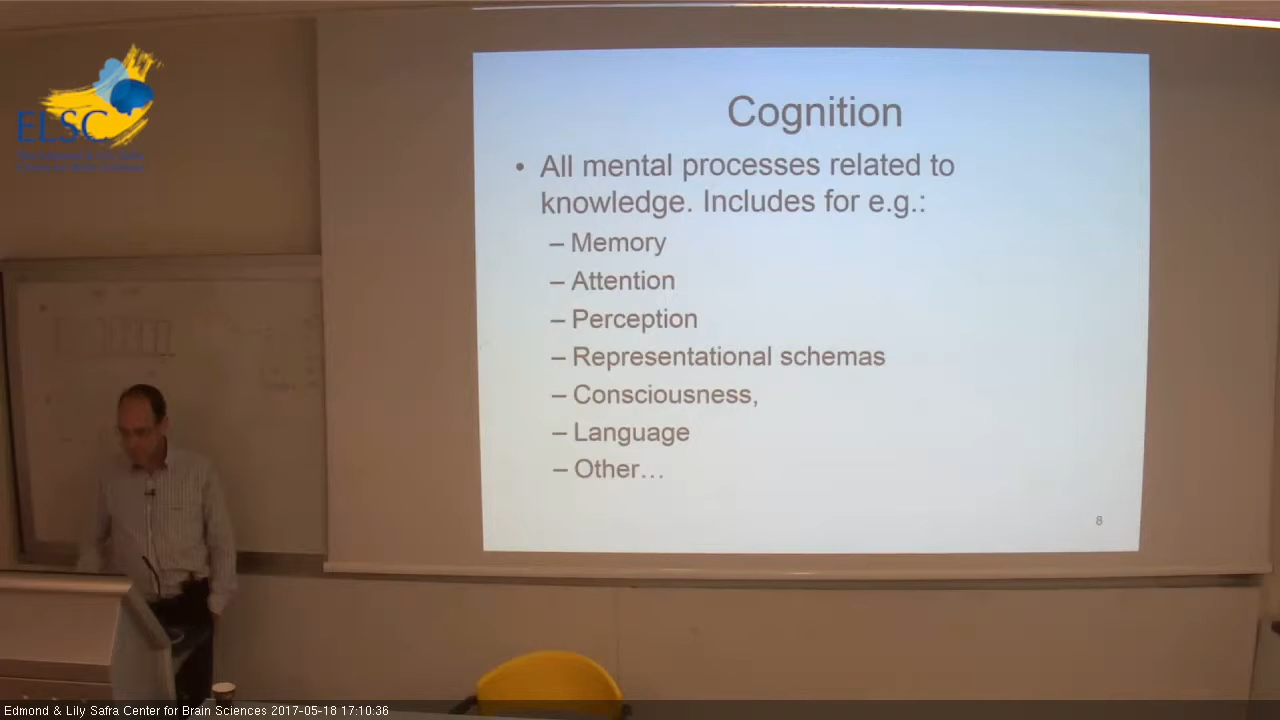 ELSC
Cognition
• All mental processes related to
knowledge. Includes for e.g.:
– Memory
– Attention
– Perception
– Representational schemas
– Consciousness,
– Language
– Other…
8
Edmond & Lily Safra Center for Brain Sciences 2017-05-18 17:10:36